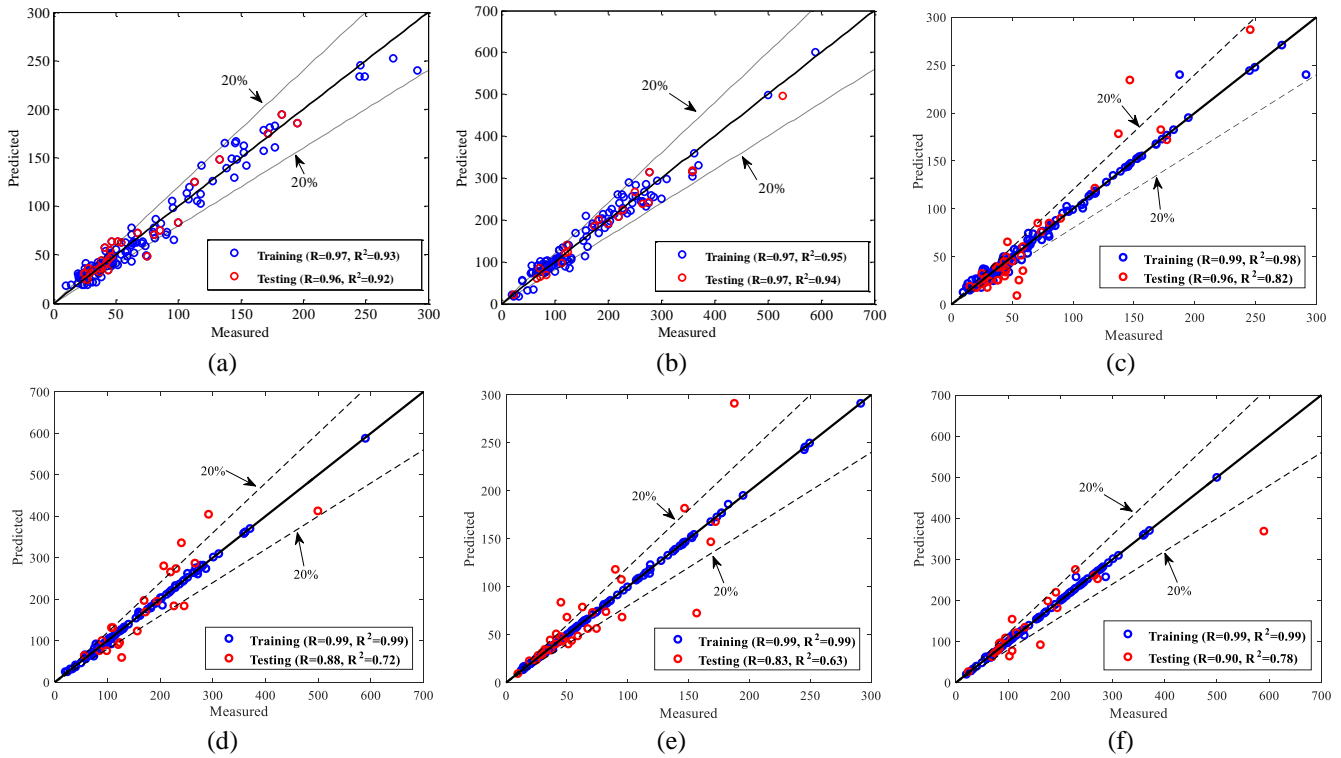 300
250
200
150
100
50
0
Predicted
20%
20%
Training (R=0.97, R²=0.93)
Testing (R=0.96, R²=0.92)
0 50 100 150 200 250 300
Measured
(a)
700
600
500
400
300
200
100
0
Predicted
20%
20%
Training (R=0.97, R²=0.95)
Testing (R=0.97, R²=0.94)
0 100 200 300 400 500 600 700
Measured
(b)
300
250
200
150
100
50
0
Predicted
20%
20%
Training (R=0.99, R²=0.98)
Testing (R=0.96, R²=0.82)
0 50 100 150 200 250 300
Measured
(c)
700
600
500
400
300
200
100
0
Predicted
20%
20%
Training (R=0.99, R²=0.99)
Testing (R=0.88, R²=0.72)
0 100 200 300 400 500 600 700
Measured
(d)
300
250
200
150
100
50
0
Predicted
20%
20%
Training (R=0.99, R²=0.99)
Testing (R=0.83, R²=0.63)
0 50 100 150 200 250 300
Measured
(e)
700
600
500
400
300
200
100
0
Predicted
20%
20%
Training (R=0.99, R²=0.99)
Testing (R=0.90, R²=0.78)
0 100 200 300 400 500 600 700
Measured
(f)